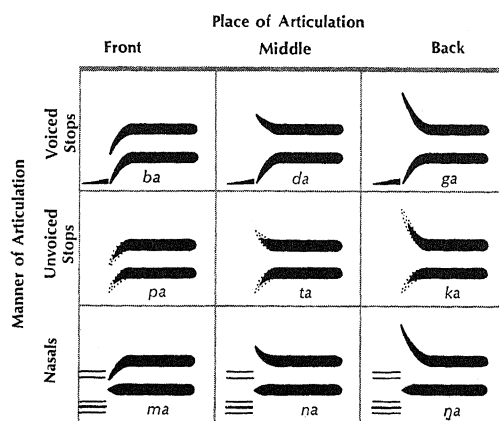 Place of Articulation
Front Middle Back
Manner of Articulation
Voiced Stops
ba da ga
Unvoiced Stops
pa ta ka
Nasals
ma na ŋa